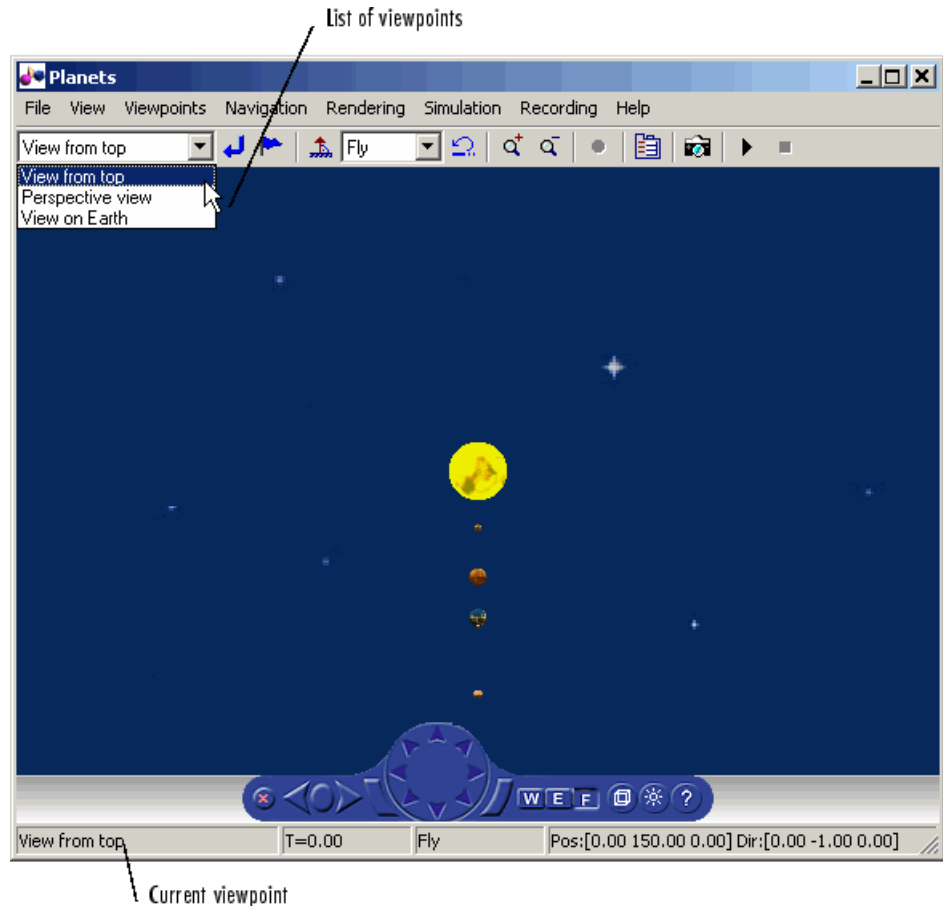 List of viewpoints
Planets
File View Viewpoints Navigation Rendering Simulation Recording Help
View from top Fly
View from top
Perspective view
View on Earth
W E F ?
View from top T=0.00 Fly Pos:[0.00 150.00 0.00] Dir:[0.00 -1.00 0.00]
Current viewpoint